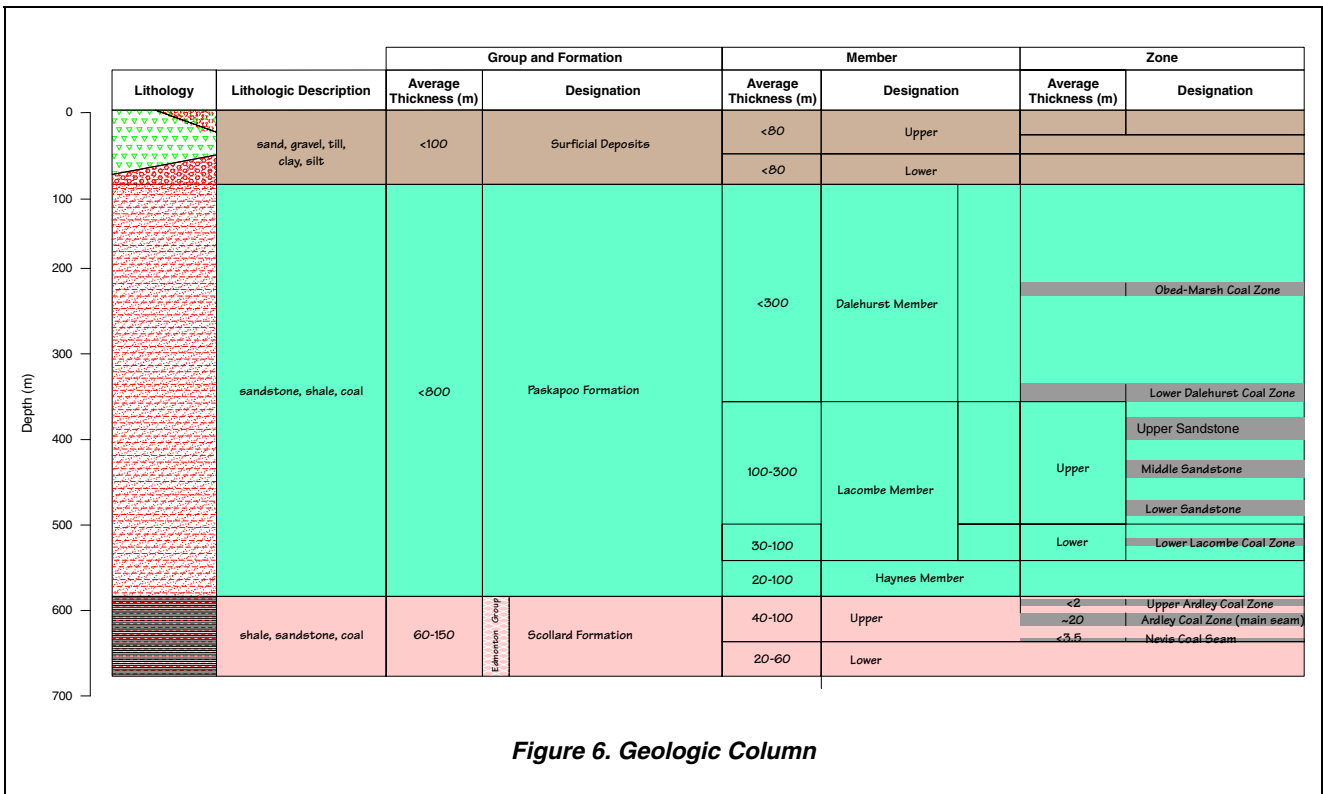 Group and Formation Member Zone
Lithology Lithologic Description Average Thickness (m) Designation Average Thickness (m) Designation Average Thickness (m) Designation
Depth (m)
0
100
200
300
400
500
600
700
sand, gravel, till,
clay, silt
<100
Surficial Deposits
<80
Upper
<80
Lower
sandstone, shale, coal
<800
Paskapoo Formation
<300
Dalehurst Member
Obed-Marsh Coal Zone
Lower Dalehurst Coal Zone
100-300
Lacombe Member
Upper
Upper Sandstone
Middle Sandstone
Lower Sandstone
30-100
Lower
Lower Lacombe Coal Zone
20-100
Haynes Member
shale, sandstone, coal
60-150
Edmonton Group
Scollard Formation
40-100
Upper
<2
Upper Ardley Coal Zone
~20
Ardley Coal Zone (main seam)
<3.5
Nevis Coal Seam
20-60
Lower
Figure 6. Geologic Column